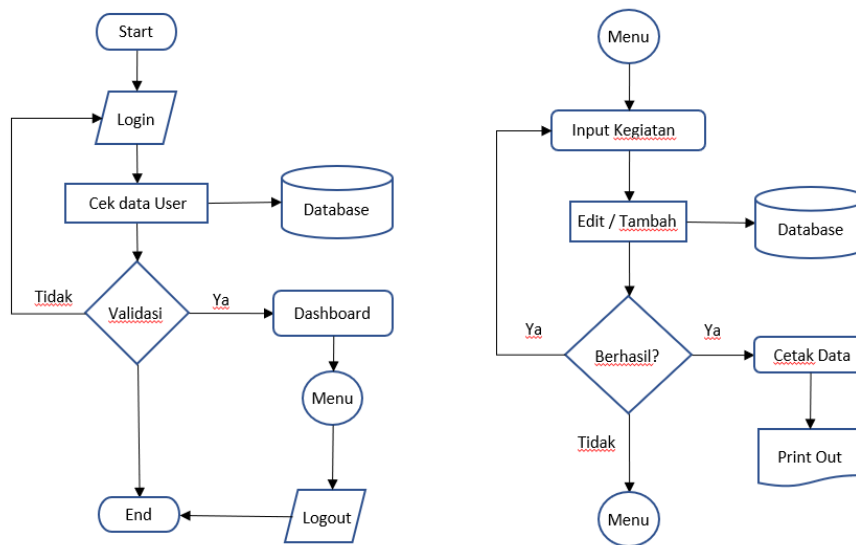 Start
Login
Cek data User
Database
Tidak
Validasi
Ya
Dashboard
Menu
End
Logout
Menu
Input Kegiatan
Edit / Tambah
Database
Ya
Berhasil?
Ya
Cetak Data
Tidak
Print Out
Menu